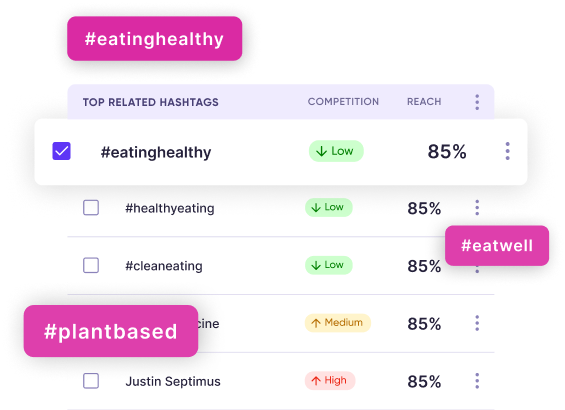 #eatinghealthy
TOP RELATED HASHTAGS COMPETITION REACH
#eatinghealthy Low 85%
#healthyeating Low 85%
#eatwell
#cleaneating Low 85%
#plantbased
cine Medium 85%
Justin Septimus High 85%